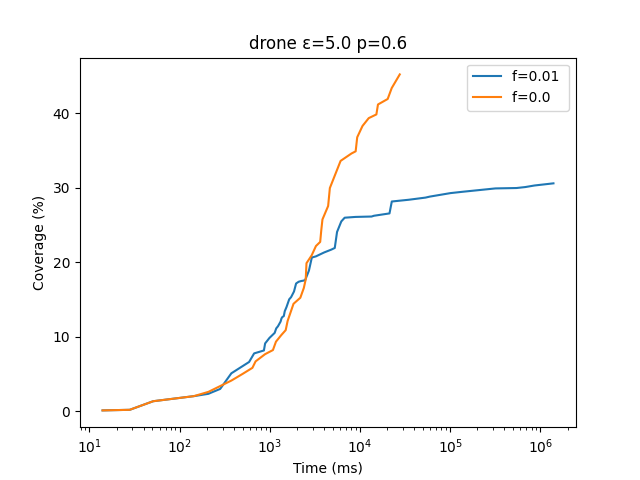 drone ε=5.0 p=0.6
f=0.01
f=0.0
Coverage (%)
40
30
20
10
0
10¹ 10² 10³ 10⁴ 10⁵ 10⁶
Time (ms)